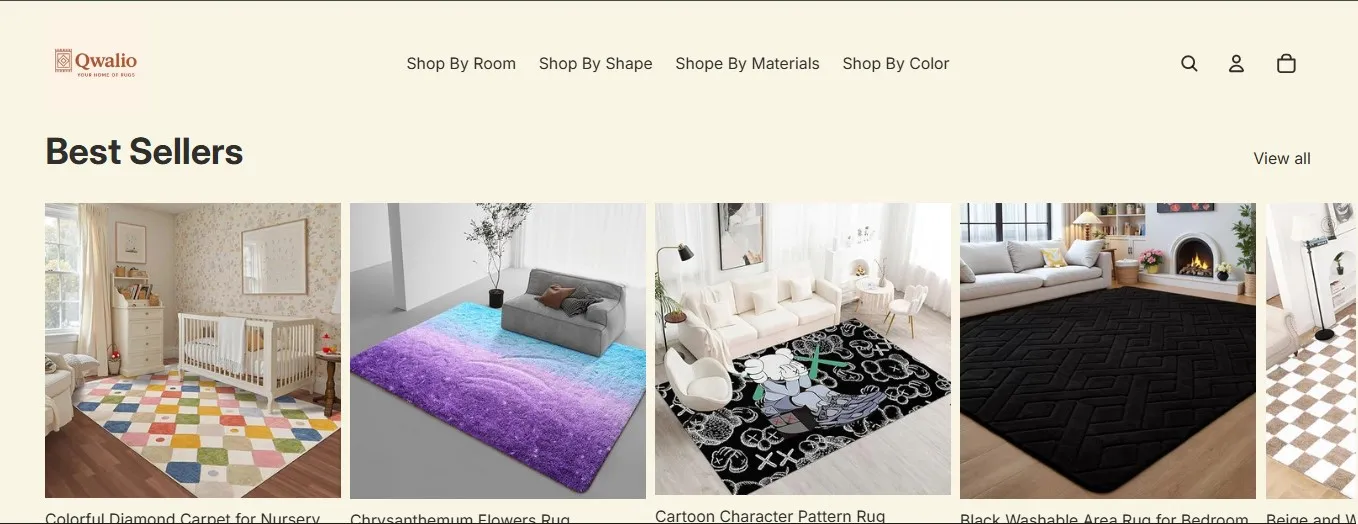 Qwalio
YOUR HOME OF RUGS
Shop By Room
Shop By Shape
Shope By Materials
Shop By Color
Best Sellers
View all
Colorful Diamond Carpet for Nursery
Chrysanthemum Flowers Rug
Cartoon Character Pattern Rug
Black Washable Area Rug for Bedroom
Beige and W